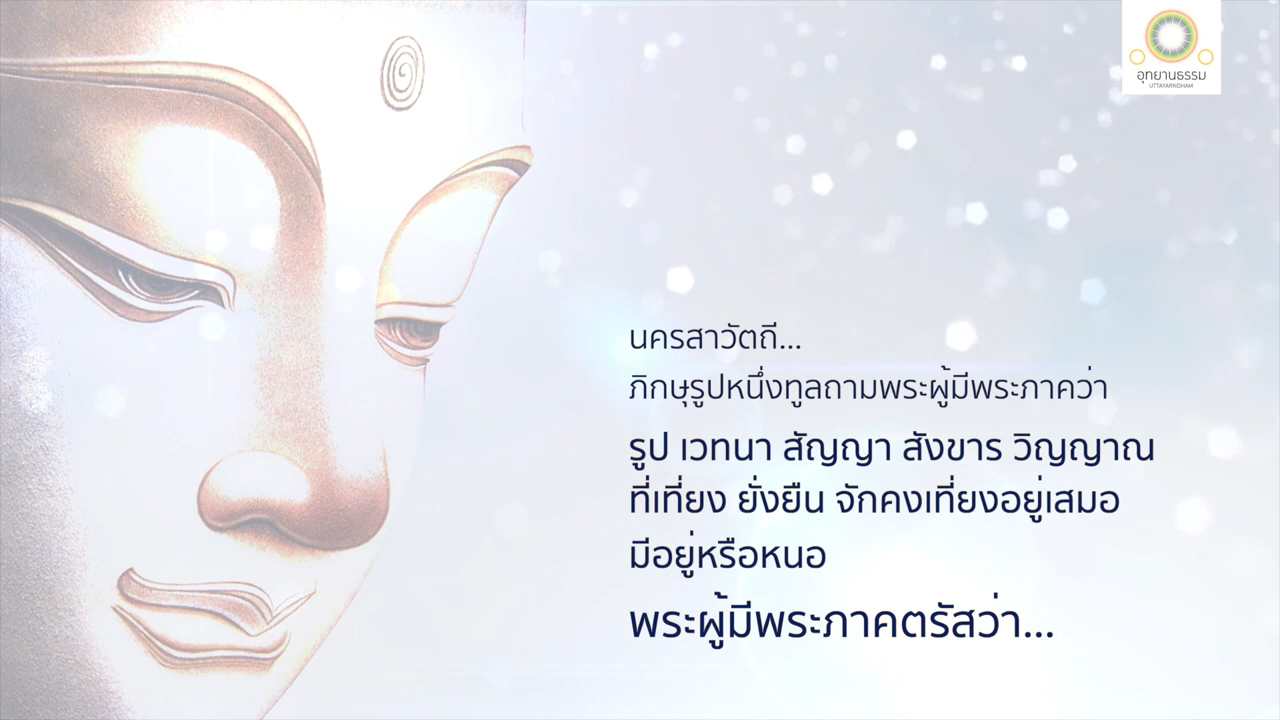 อุทยานธรรม
UTTAYARNDHAM
นครสาวัตถี...
ภิกษุรูปหนึ่งทูลถามพระผู้มีพระภาคว่า
รูป เวทนา สัญญา สังขาร วิญญาณ
ที่เที่ยง ยั่งยืน จักคงเที่ยงอยู่เสมอ
มีอยู่หรือหนอ
พระผู้มีพระภาคตรัสว่า...